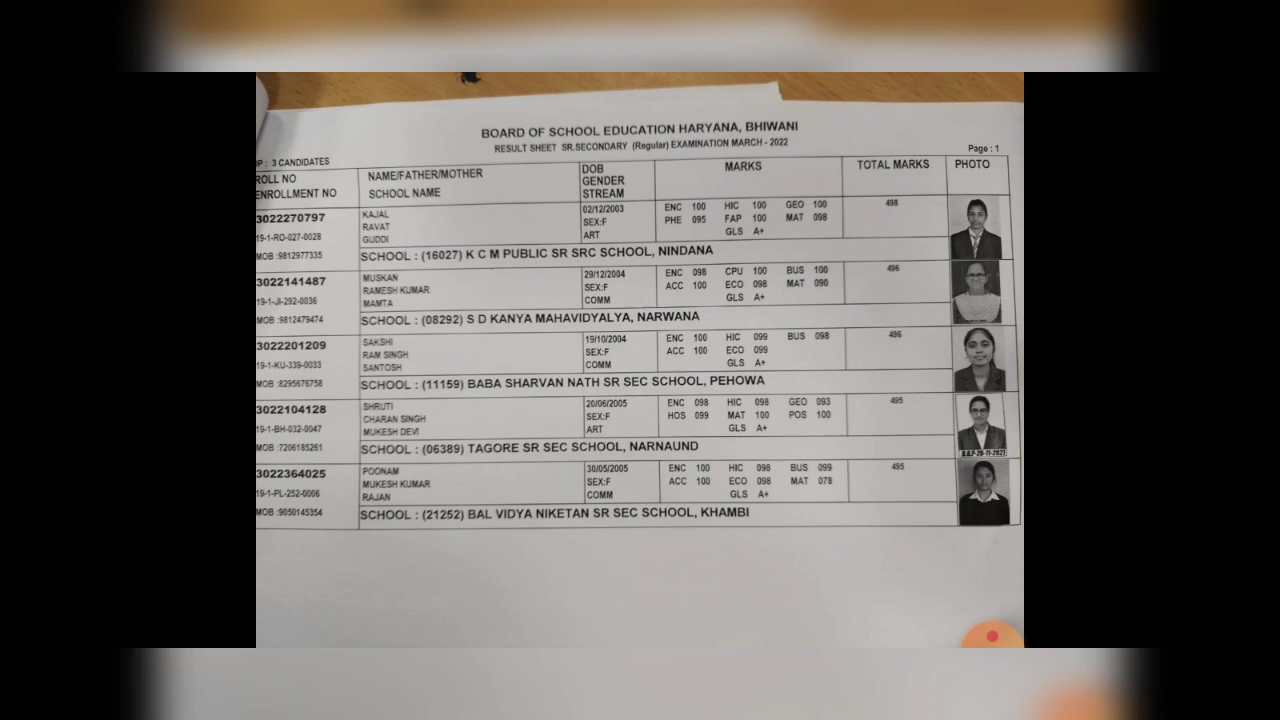 BOARD OF SCHOOL EDUCATION HARYANA, BHIWANI
RESULT SHEET SR.SECONDARY (Regular) EXAMINATION MARCH - 2022
Page : 1
: 3 CANDIDATES
ROLL NO
ENROLLMENT NO
NAME/FATHER/MOTHER
SCHOOL NAME
DOB
GENDER
STREAM
MARKS
TOTAL MARKS
PHOTO
3022270797
19-1-RO-027-0028
MOB :9812977335
KAJAL
RAVAT
GUDDI
02/12/2003
SEX:F
ART
ENC 100 HIC 100 GEO 100
PHE 095 FAP 100 MAT 098
GLS A+
498
SCHOOL : (16027) K C M PUBLIC SR SRC SCHOOL, NINDANA
3022141487
19-1-JI-292-0036
MOB :9812479474
MUSKAN
RAMESH KUMAR
MAMTA
29/12/2004
SEX:F
COMM
ENC 098 CPU 100 BUS 100
ACC 100 ECO 098 MAT 090
GLS A+
496
SCHOOL : (08292) S D KANYA MAHAVIDYALYA, NARWANA
3022201209
19-1-KU-339-0033
MOB :8295676758
SAKSHI
RAM SINGH
SANTOSH
19/10/2004
SEX:F
COMM
ENC 100 HIC 099 BUS 098
ACC 100 ECO 099
GLS A+
496
SCHOOL : (11159) BABA SHARVAN NATH SR SEC SCHOOL, PEHOWA
3022104128
19-1-BH-032-0047
MOB :7206185261
SHRUTI
CHARAN SINGH
MUKESH DEVI
20/06/2005
SEX:F
ART
ENC 098 HIC 098 GEO 093
HOS 099 MAT 100 POS 100
GLS A+
495
SCHOOL : (06389) TAGORE SR SEC SCHOOL, NARNAUND
3022364025
19-1-PL-252-0006
MOB :9050145354
POONAM
MUKESH KUMAR
RAJAN
30/05/2005
SEX:F
COMM
ENC 100 HIC 098 BUS 099
ACC 100 ECO 098 MAT 078
GLS A+
495
SCHOOL : (21252) BAL VIDYA NIKETAN SR SEC SCHOOL, KHAMBI